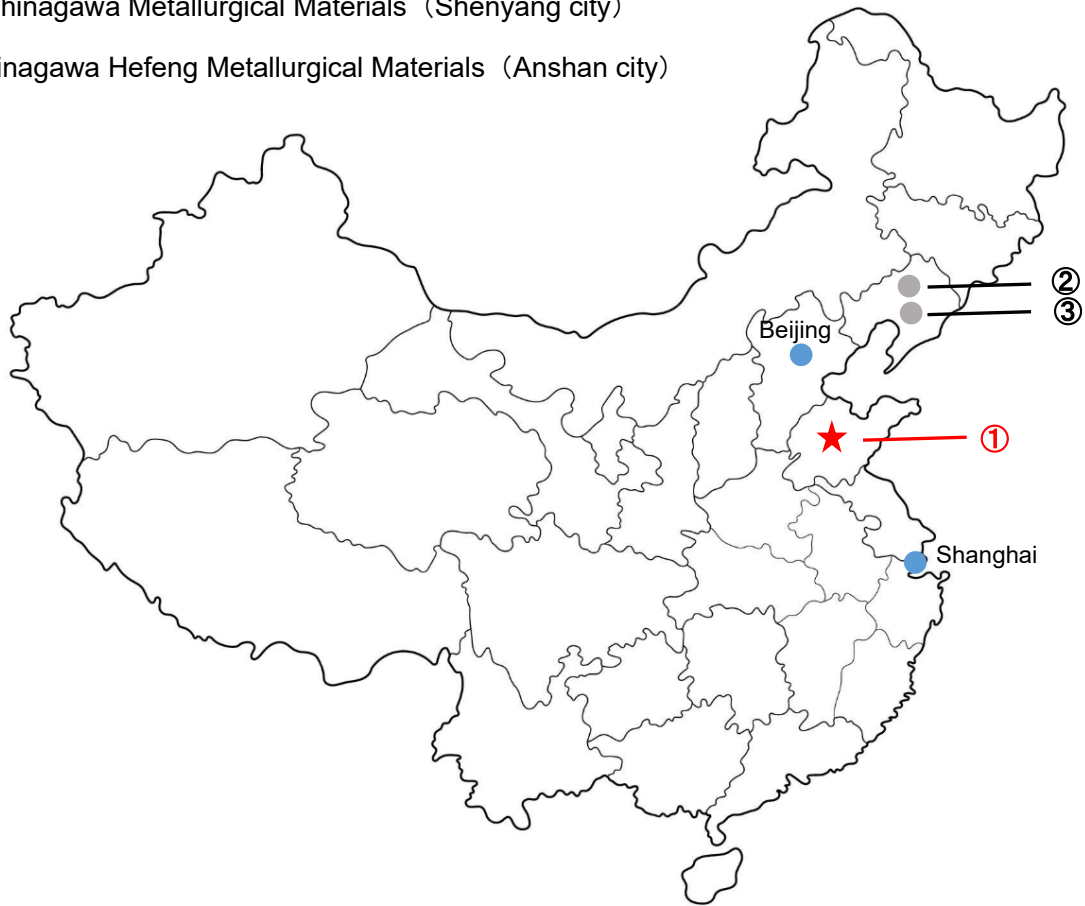 hinagawa Metallurgical Materials（Shenyang city）
inagawa Hefeng Metallurgical Materials（Anshan city）
②
③
Beijing
①
Shanghai